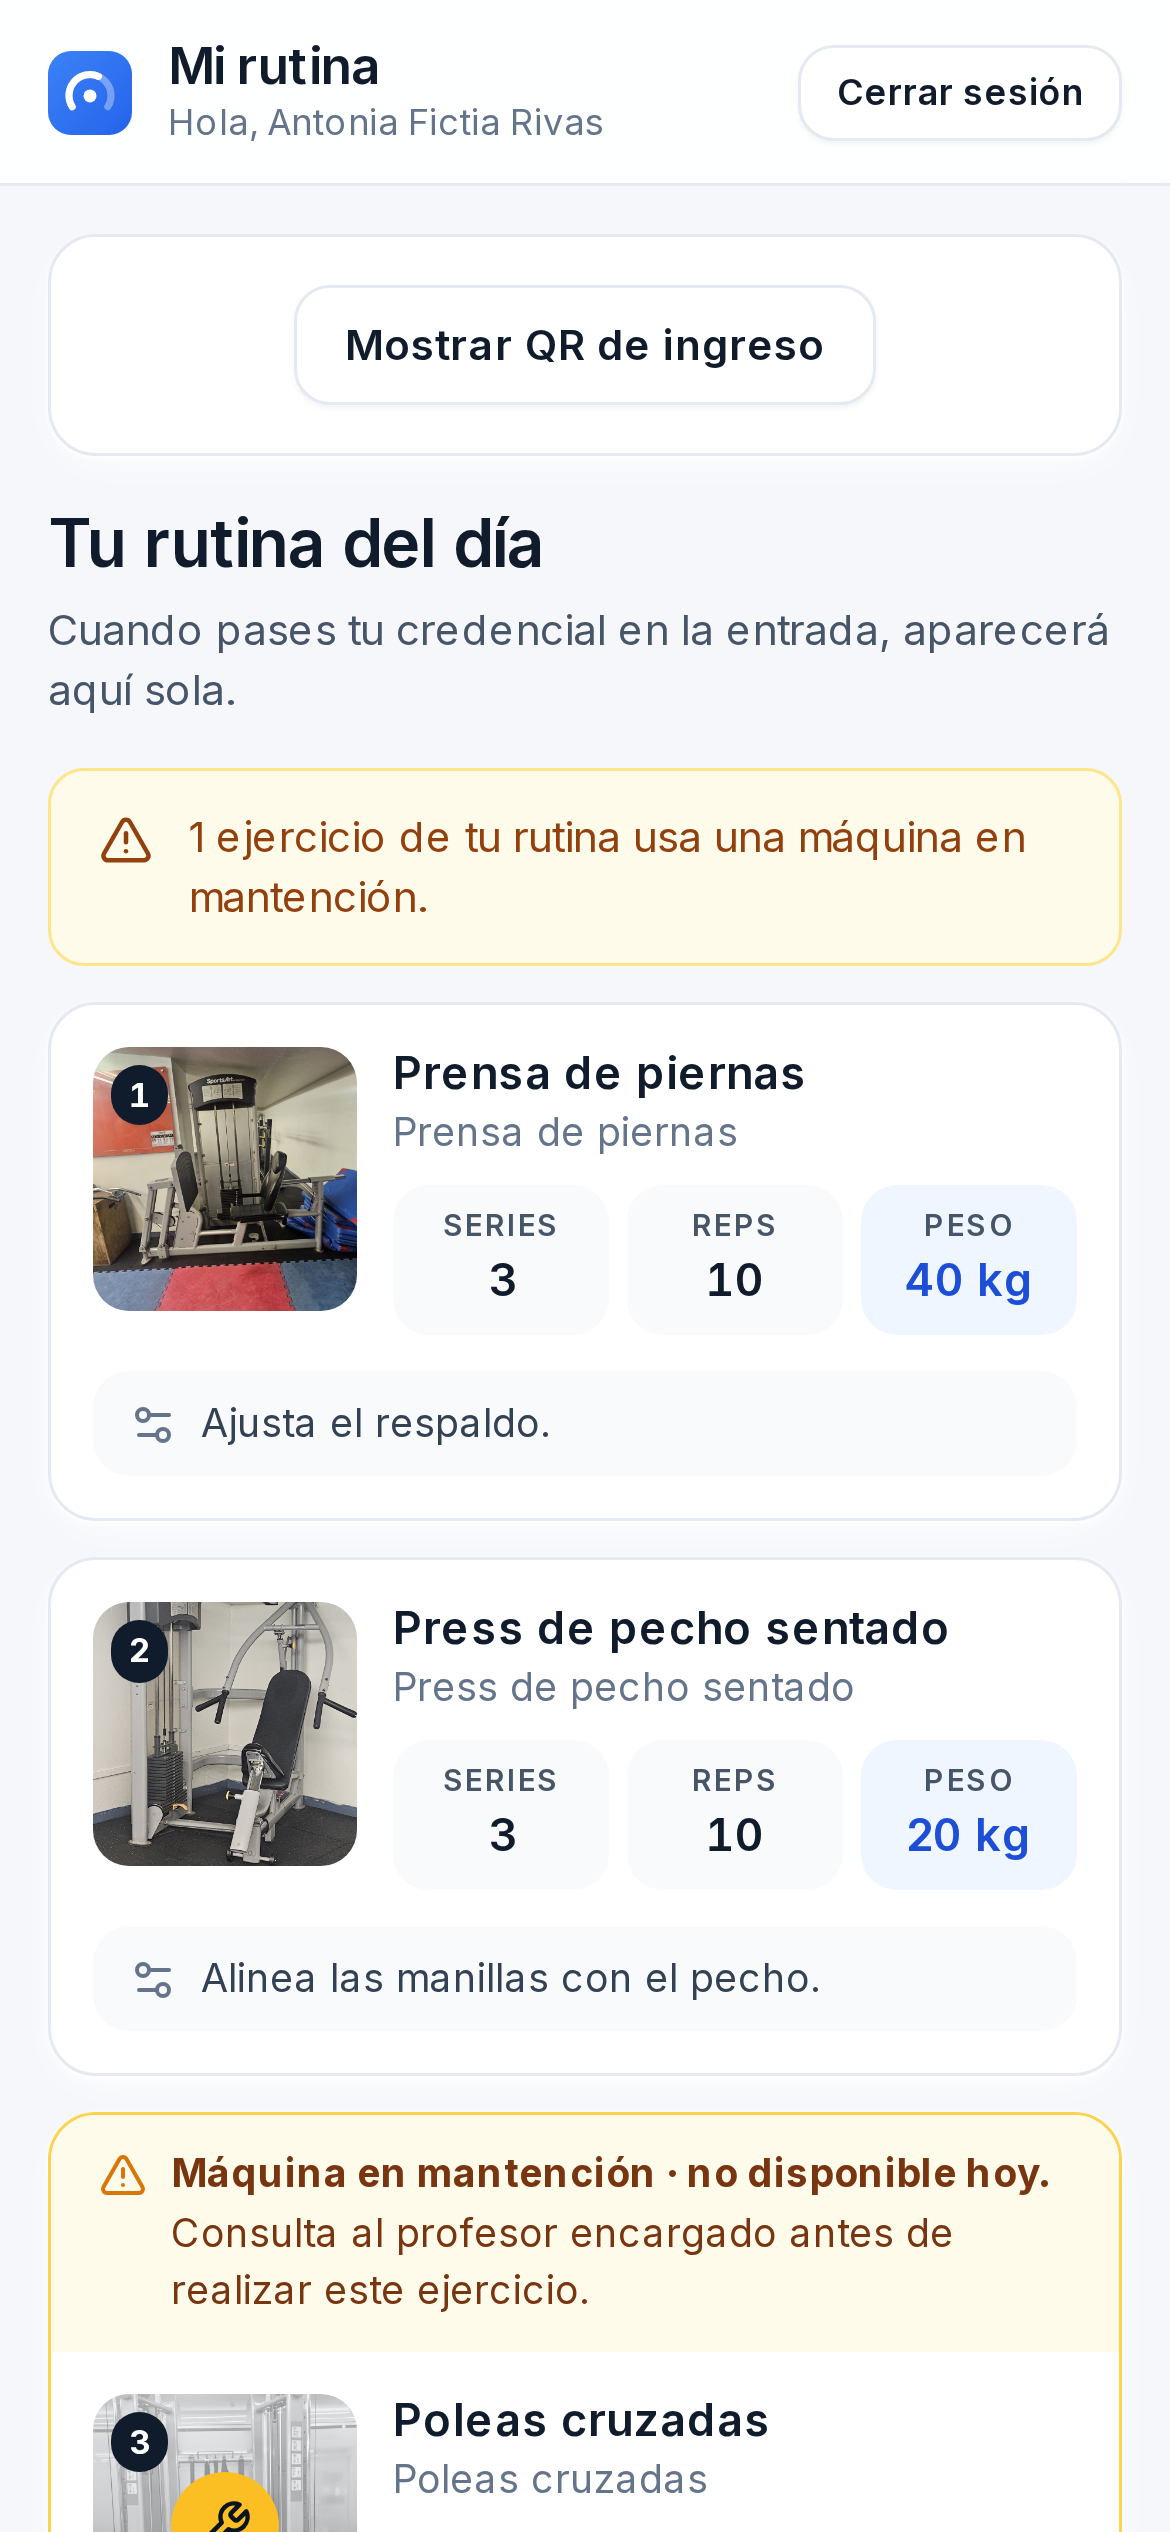 Mi rutina
Hola, Antonia Fictia Rivas
Cerrar sesión
Mostrar QR de ingreso
Tu rutina del día
Cuando pases tu credencial en la entrada, aparecerá
aquí sola.
1 ejercicio de tu rutina usa una máquina en
mantención.
1
SportsArt
Prensa de piernas
Prensa de piernas
SERIES
REPS
PESO
3
10
40 kg
Ajusta el respaldo.
2
Press de pecho sentado
Press de pecho sentado
SERIES
REPS
PESO
3
10
20 kg
Alinea las manillas con el pecho.
Máquina en mantención · no disponible hoy.
Consulta al profesor encargado antes de
realizar este ejercicio.
3
Poleas cruzadas
Poleas cruzadas